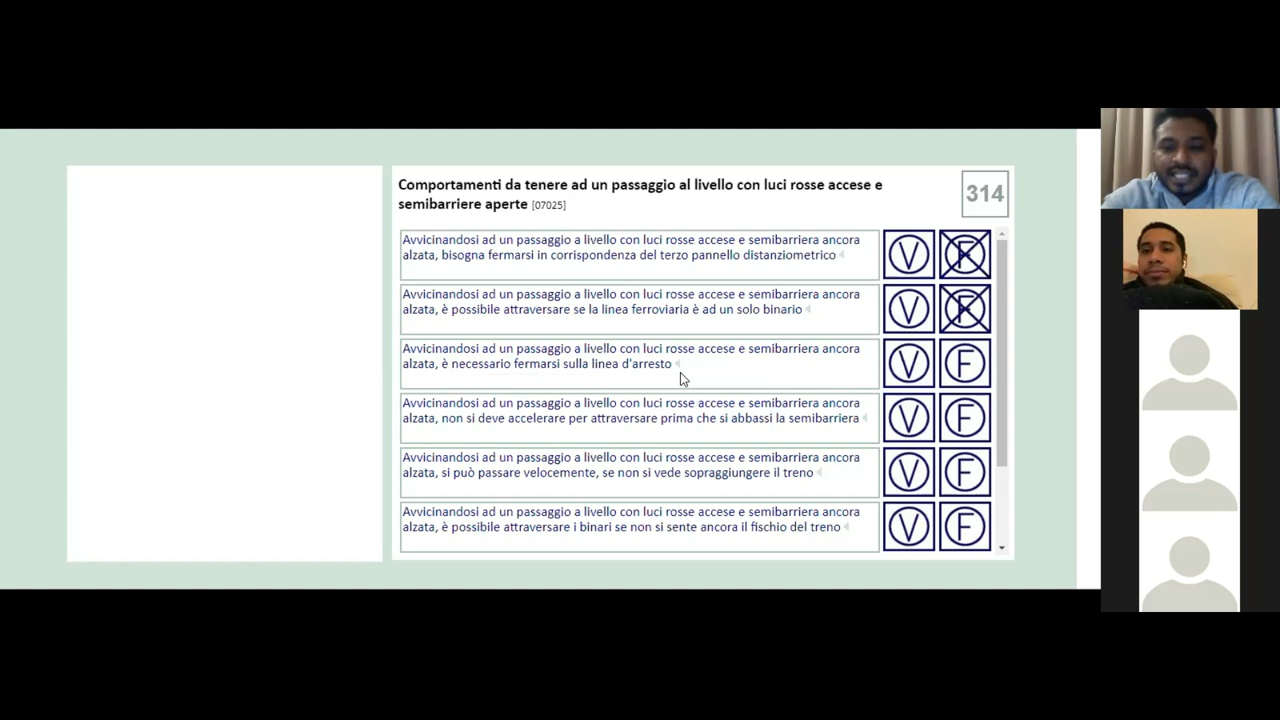 Comportamenti da tenere ad un passaggio al livello con luci rosse accese e
semibarriere aperte [07025]
314
Avvicinandosi ad un passaggio a livello con luci rosse accese e semibarriera ancora
alzata, bisogna fermarsi in corrispondenza del terzo pannello distanziometrico
V F
Avvicinandosi ad un passaggio a livello con luci rosse accese e semibarriera ancora
alzata, è possibile attraversare se la linea ferroviaria è ad un solo binario
V F
Avvicinandosi ad un passaggio a livello con luci rosse accese e semibarriera ancora
alzata, è necessario fermarsi sulla linea d'arresto
V F
Avvicinandosi ad un passaggio a livello con luci rosse accese e semibarriera ancora
alzata, non si deve accelerare per attraversare prima che si abbassi la semibarriera
V F
Avvicinandosi ad un passaggio a livello con luci rosse accese e semibarriera ancora
alzata, si può passare velocemente, se non si vede sopraggiungere il treno
V F
Avvicinandosi ad un passaggio a livello con luci rosse accese e semibarriera ancora
alzata, è possibile attraversare i binari se non si sente ancora il fischio del treno
V F